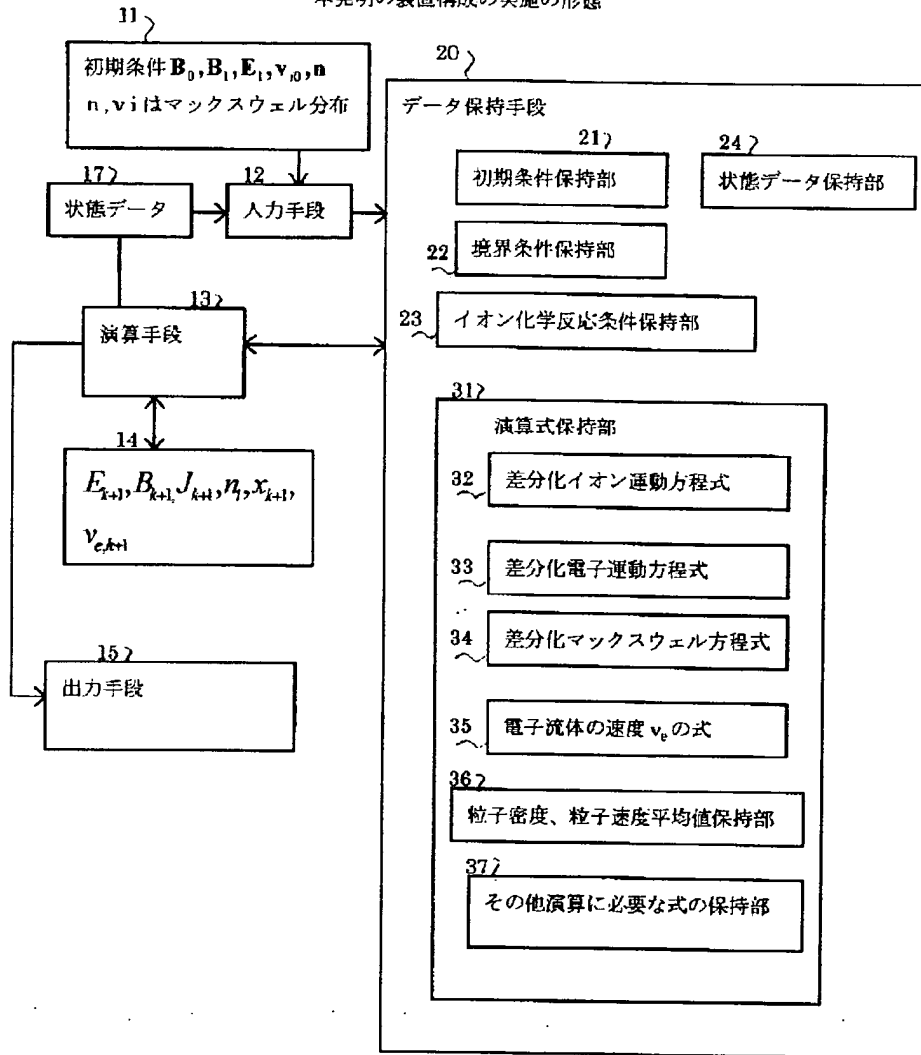 本発明の装置構成の実施の形態
11
初期条件 B₀, B₁, E₁, vᵢ₀, n
n, vi はマックスウェル分布
20
データ保持手段
21
初期条件保持部
24
状態データ保持部
17
状態データ
12
入力手段
22
境界条件保持部
23
イオン化学反応条件保持部
13
演算手段
14
Eₖ₊₁, Bₖ₊₁, Jₖ₊₁, nᵢ, xₖ₊₁,
vₑ,ₖ₊₁
15
出力手段
31
演算式保持部
32
差分化イオン運動方程式
33
差分化電子運動方程式
34
差分化マックスウェル方程式
35
電子流体の速度 vₑ の式
36
粒子密度、粒子速度平均値保持部
37
その他演算に必要な式の保持部